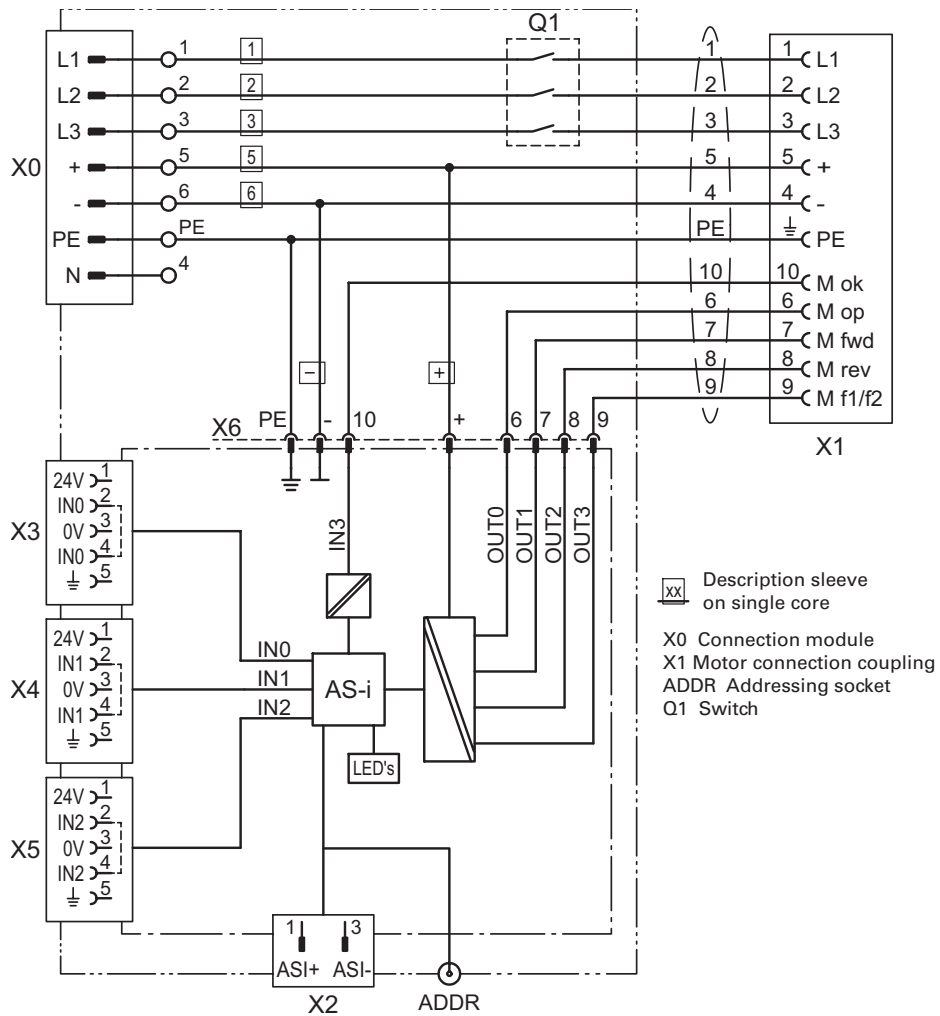 Q1
X0
L1 1 1 1 1 L1
L2 2 2 2 2 L2
L3 3 3 3 3 L3
+ 5 5 5 5 +
- 6 6 4 4 -
PE PE PE PE
N 4
10 10 M ok
6 6 M op
7 7 M fwd
8 8 M rev
9 9 M f1/f2
X1
- +
X6 PE - 10 + 6 7 8 9
X3
24V 1
IN0 2
0V 3
IN0 4
5
IN3
OUT0
OUT1
OUT2
OUT3
X4
24V 1
IN1 2
0V 3
IN1 4
5
IN0
IN1
IN2
AS-i
LED's
X5
24V 1
IN2 2
0V 3
IN2 4
5
1 3
ASI+ ASI-
X2
ADDR
xx Description sleeve
on single core
X0 Connection module
X1 Motor connection coupling
ADDR Addressing socket
Q1 Switch